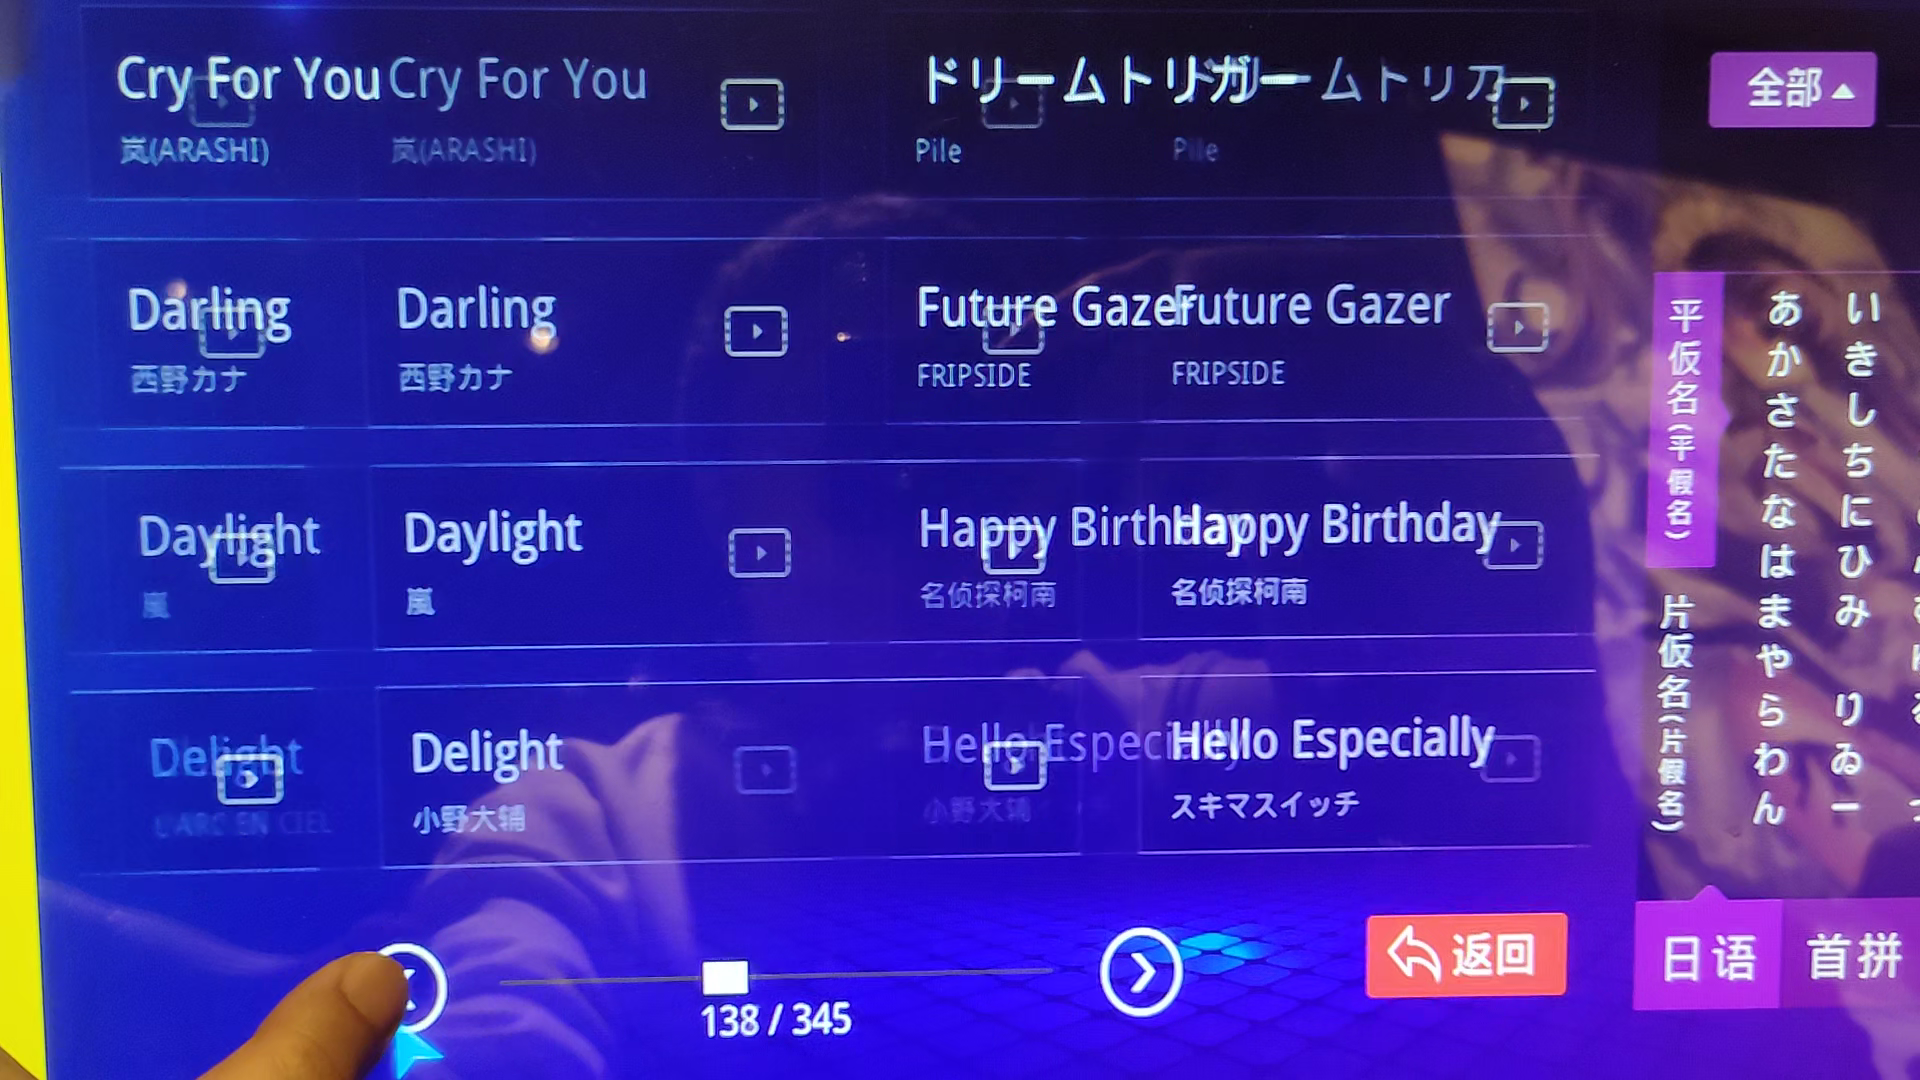 Cry For You Cry For You
嵐(ARASHI) 嵐(ARASHI)
ドリームトリガー ドリームトリガ
Pile Pile
Darling Darling
西野カナ 西野カナ
Future Gazer Future Gazer
FRIPSIDE FRIPSIDE
Daylight Daylight
嵐 嵐
Happy Birthday Happy Birthday
名侦探柯南 名侦探柯南
Delight Delight
L'ARC EN CIEL 小野大辅
Hello Especially Hello Especially
小野大辅 スキマスイッチ
138 / 345
返回
全部
平仮名(平假名)
片仮名(片假名)
あかさたなはまやらわん
いきしちにひみ りゐー
日语
首拼